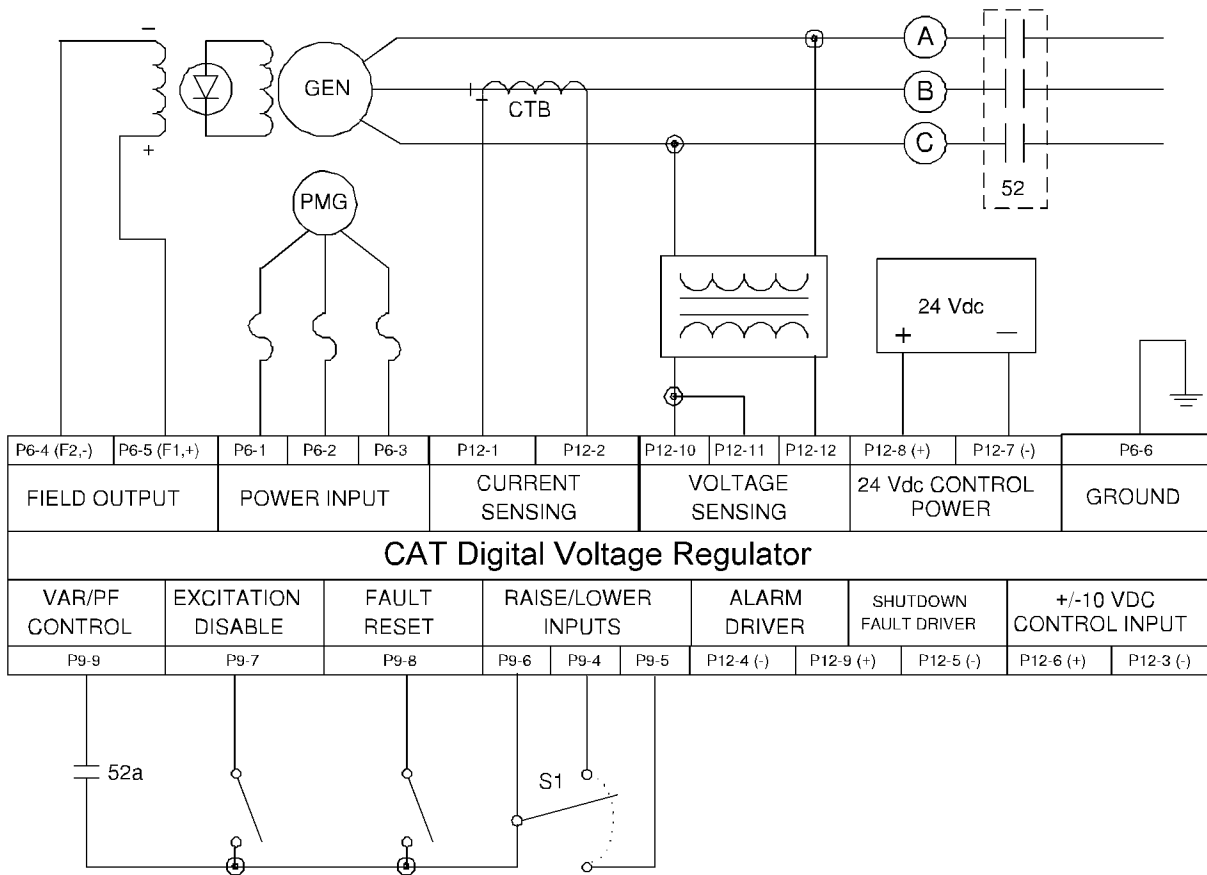 −
A
GEN
+
−
B
CTB
+
C
PMG
52
24 Vdc
+
−
P6-4 (F2,-)
P6-5 (F1,+)
P6-1
P6-2
P6-3
P12-1
P12-2
P12-10
P12-11
P12-12
P12-8 (+)
P12-7 (-)
P6-6
FIELD OUTPUT
POWER INPUT
CURRENT
SENSING
VOLTAGE
SENSING
24 Vdc CONTROL
POWER
GROUND
CAT Digital Voltage Regulator
VAR/PF
CONTROL
EXCITATION
DISABLE
FAULT
RESET
RAISE/LOWER
INPUTS
ALARM
DRIVER
SHUTDOWN
FAULT DRIVER
+/-10 VDC
CONTROL INPUT
P9-9
P9-7
P9-8
P9-6
P9-4
P9-5
P12-4 (-)
P12-9 (+)
P12-5 (-)
P12-6 (+)
P12-3 (-)
52a
S1